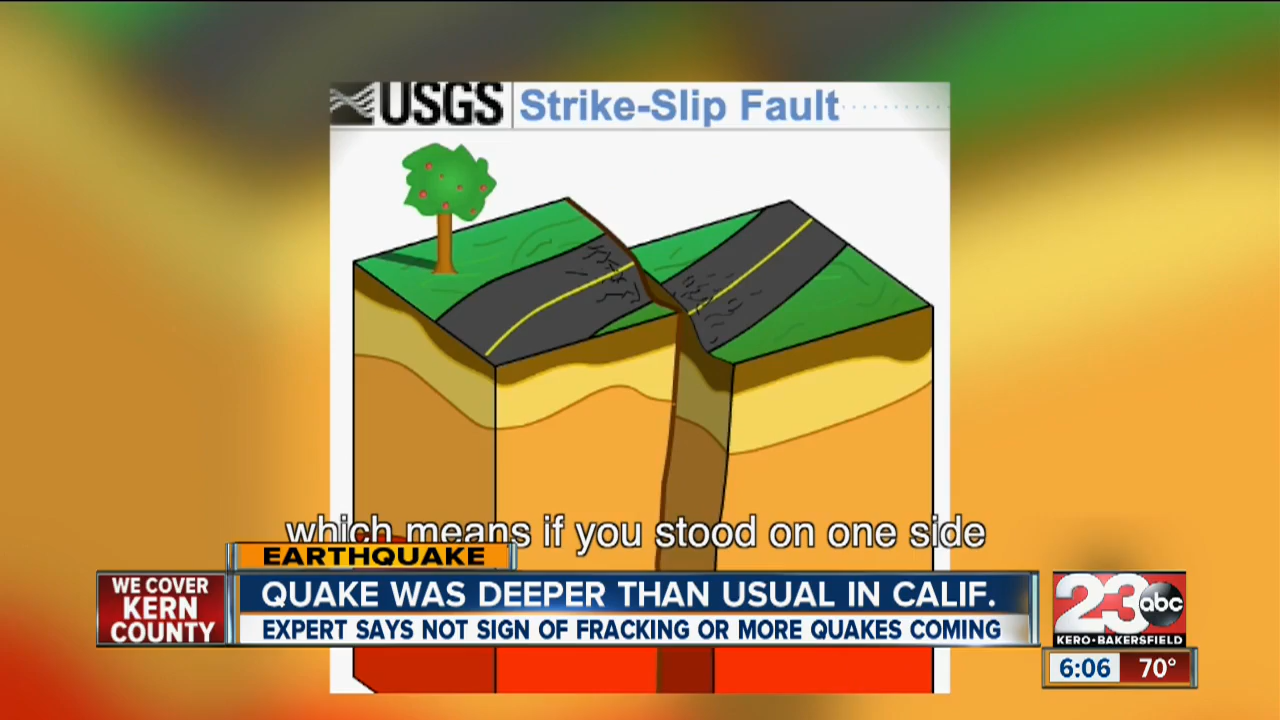 USGS Strike-Slip Fault
which means if you stood on one side
EARTHQUAKE
WE COVER
KERN
COUNTY
QUAKE WAS DEEPER THAN USUAL IN CALIF.
EXPERT SAYS NOT SIGN OF FRACKING OR MORE QUAKES COMING
23 abc
KERO•BAKERSFIELD
6:06 70°